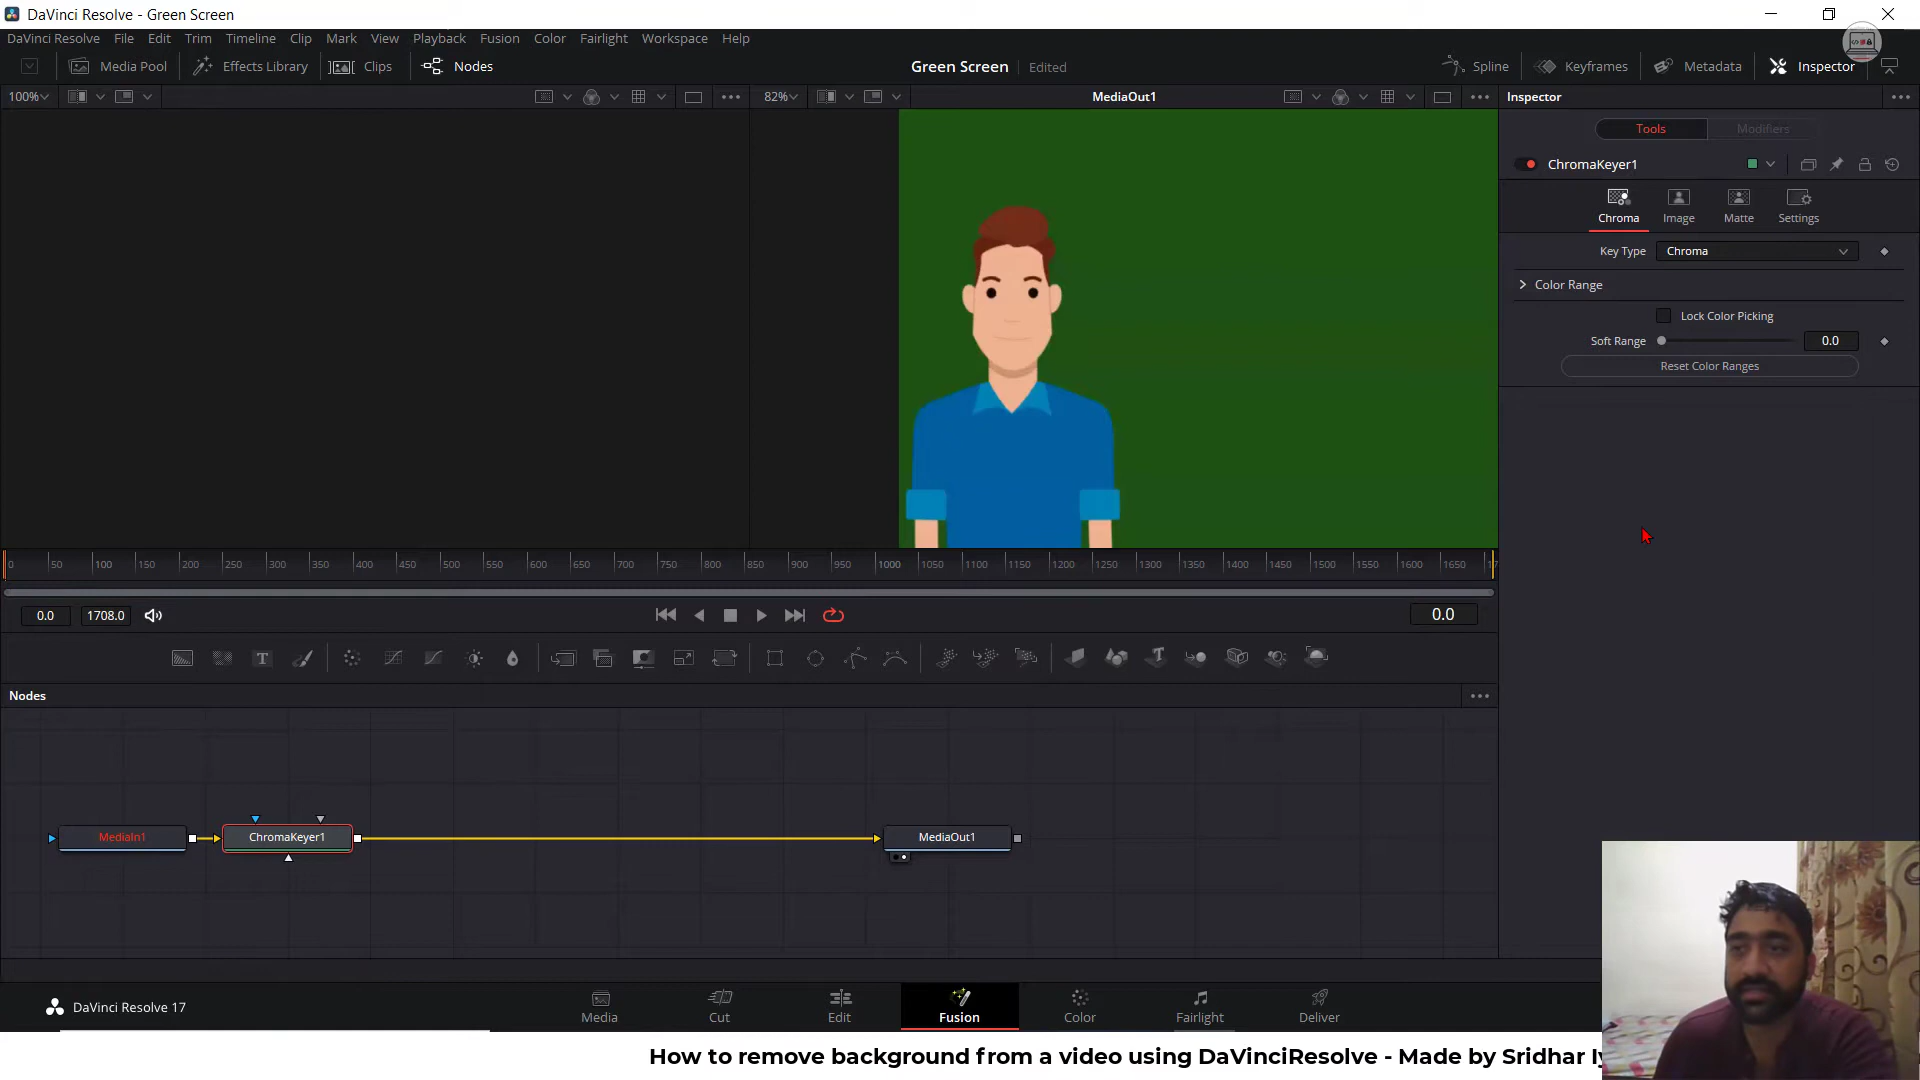 DaVinci Resolve - Green Screen
DaVinci Resolve File Edit Trim Timeline Clip Mark View Playback Fusion Color Fairlight Workspace Help
Media Pool Effects Library Clips Nodes Green Screen Edited Spline Keyframes Metadata Inspector
100% 82% MediaOut1 Inspector
Tools Modifiers
ChromaKeyer1
Chroma Image Matte Settings
Key Type Chroma
Color Range
Lock Color Picking
Soft Range 0.0
Reset Color Ranges
0 50 100 150 200 250 300 350 400 450 500 550 600 650 700 750 800 850 900 950 1000 1050 1100 1150 1200 1250 1300 1350 1400 1450 1500 1550 1600 1650
0.0 1708.0 0.0
Nodes
MediaIn1 ChromaKeyer1 MediaOut1
DaVinci Resolve 17 Media Cut Edit Fusion Color Fairlight Deliver
How to remove background from a video using DaVinciResolve - Made by Sridhar